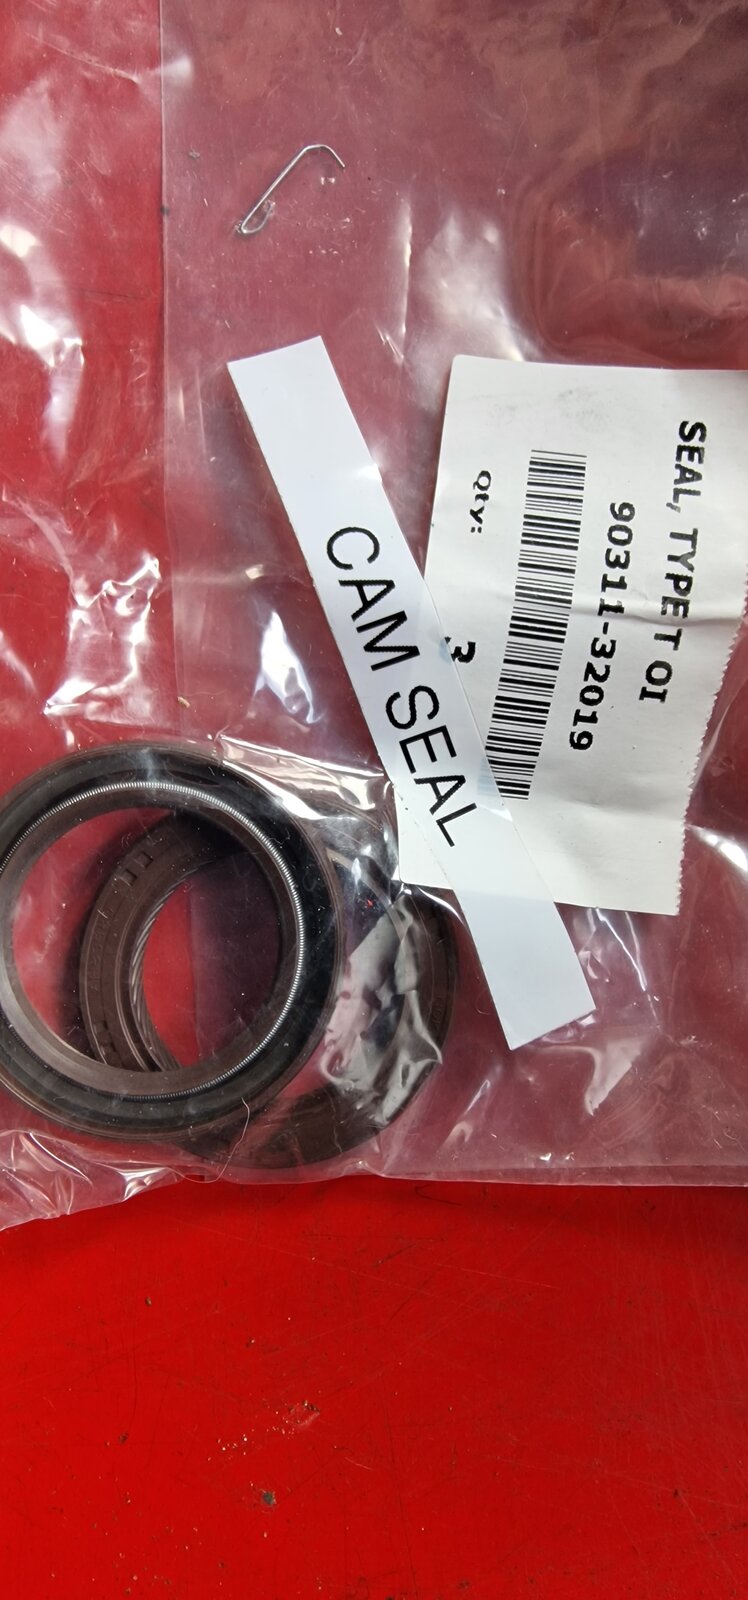 SEAL, TYPE T OI
90311-32019
Qty: 3
CAM SEAL